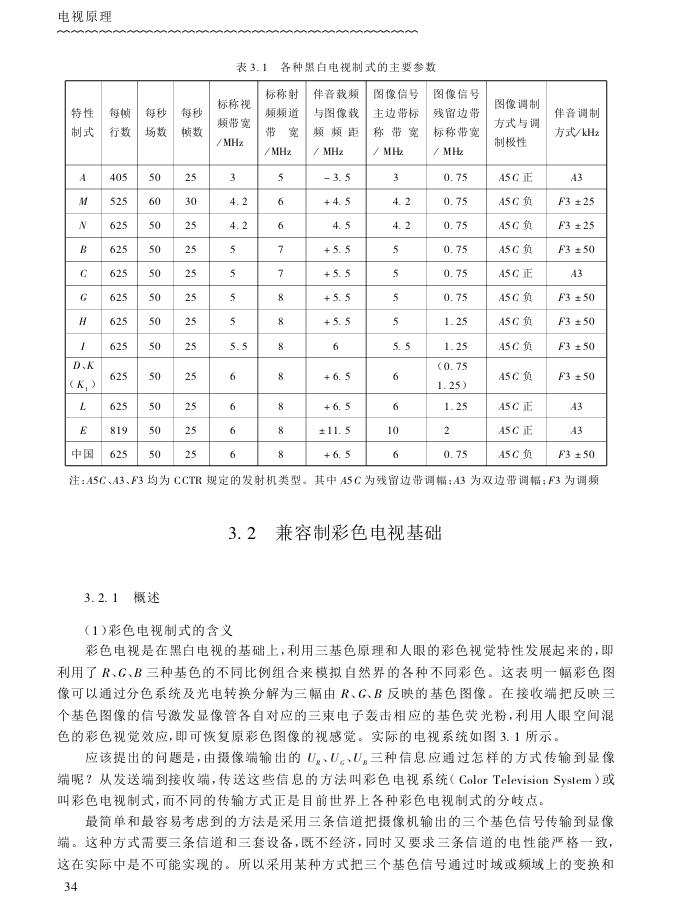 电视原理
表 3.1 各种黑白电视制式的主要参数
特性制式 每帧行数 每秒场数 每秒帧数 标称视频带宽/MHz 标称射频频道带宽/MHz 伴音载频与图像载频频距/MHz 图像信号主边带标称带宽/MHz 图像信号残留边带标称带宽/MHz 图像调制方式与调制极性 伴音调制方式/kHz
A 405 50 25 3 5 -3.5 3 0.75 A5C 正 A3
M 525 60 30 4.2 6 +4.5 4.2 0.75 A5C 负 F3 ±25
N 625 50 25 4.2 6 4.5 4.2 0.75 A5C 负 F3 ±25
B 625 50 25 5 7 +5.5 5 0.75 A5C 负 F3 ±50
C 625 50 25 5 7 +5.5 5 0.75 A5C 正 A3
G 625 50 25 5 8 +5.5 5 0.75 A5C 负 F3 ±50
H 625 50 25 5 8 +5.5 5 1.25 A5C 负 F3 ±50
I 625 50 25 5.5 8 6 5.5 1.25 A5C 负 F3 ±50
D、K(K1) 625 50 25 6 8 +6.5 6 (0.75 1.25) A5C 负 F3 ±50
L 625 50 25 6 8 +6.5 6 1.25 A5C 正 A3
E 819 50 25 6 8 ±11.5 10 2 A5C 正 A3
中国 625 50 25 6 8 +6.5 6 0.75 A5C 负 F3 ±50
注:A5C、A3、F3 均为 CCTR 规定的发射机类型。其中 A5C 为残留边带调幅;A3 为双边带调幅;F3 为调频
3.2 兼容制彩色电视基础
3.2.1 概述
(1)彩色电视制式的含义
彩色电视是在黑白电视的基础上,利用三基色原理和人眼的彩色视觉特性发展起来的,即
利用了 R、G、B 三种基色的不同比例组合来模拟自然界的各种不同彩色。这表明一幅彩色图
像可以通过分色系统及光电转换分解为三幅由 R、G、B 反映的基色图像。在接收端把反映三
个基色图像的信号激发显像管各自对应的三束电子轰击相应的基色荧光粉,利用人眼空间混
色的彩色视觉效应,即可恢复原彩色图像的视感觉。实际的电视系统如图 3.1 所示。
应该提出的问题是,由摄像端输出的 UR、UG、UB三种信息应通过怎样的方式传输到显像
端呢?从发送端到接收端,传送这些信息的方法叫彩色电视系统(Color Television System)或
叫彩色电视制式,而不同的传输方式正是目前世界上各种彩色电视制式的分岐点。
最简单和最容易考虑到的方法是采用三条信道把摄像机输出的三个基色信号传输到显像
端。这种方式需要三条信道和三套设备,既不经济,同时又要求三条信道的电性能严格一致,
这在实际中是不可能实现的。所以采用某种方式把三个基色信号通过时域或频域上的变换和
34